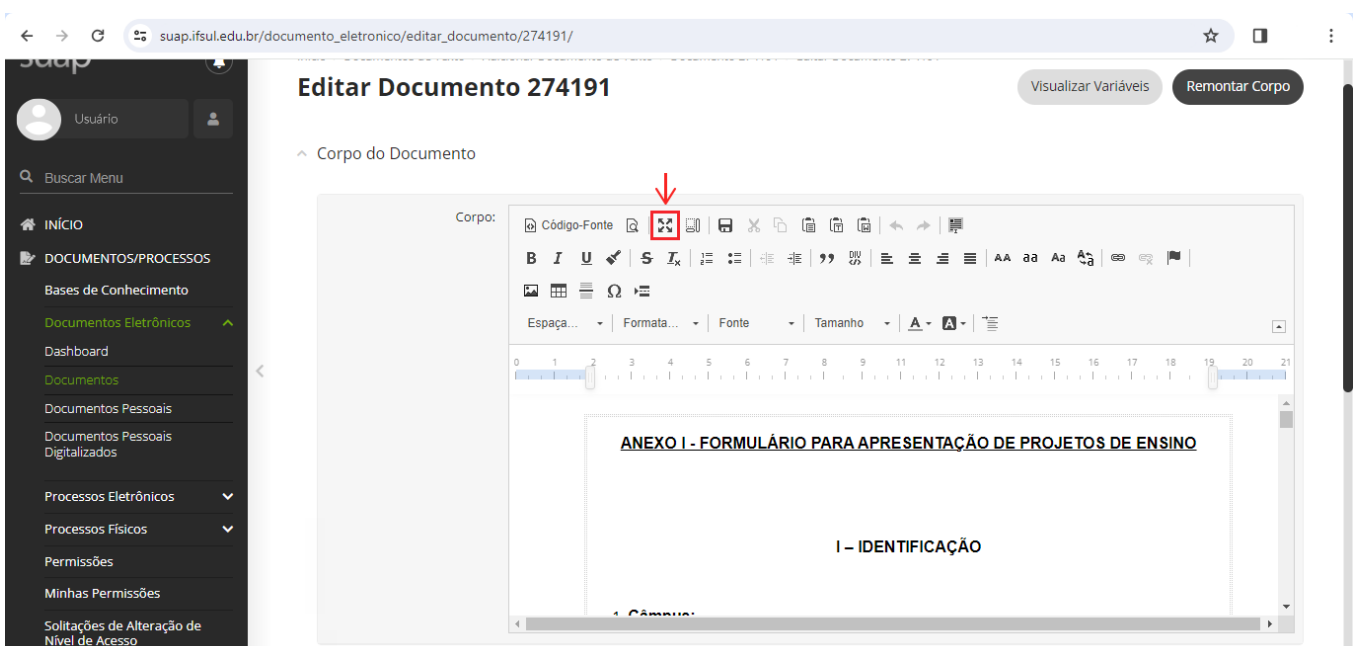 suap.ifsul.edu.br/documento_eletronico/editar_documento/274191/
suap
Usuário
Buscar Menu
INÍCIO
DOCUMENTOS/PROCESSOS
Bases de Conhecimento
Documentos Eletrônicos
Dashboard
Documentos
Documentos Pessoais
Documentos Pessoais
Digitalizados
Processos Eletrônicos
Processos Físicos
Permissões
Minhas Permissões
Solitações de Alteração de
Nível de Acesso
Editar Documento 274191
Visualizar Variáveis
Remontar Corpo
Corpo do Documento
Corpo:
Código-Fonte
Espaça...
Formata...
Fonte
Tamanho
0 1 2 3 4 5 6 7 8 9 11 12 13 14 15 16 17 18 19 20 21
ANEXO I - FORMULÁRIO PARA APRESENTAÇÃO DE PROJETOS DE ENSINO
I – IDENTIFICAÇÃO
1. Câmpus: